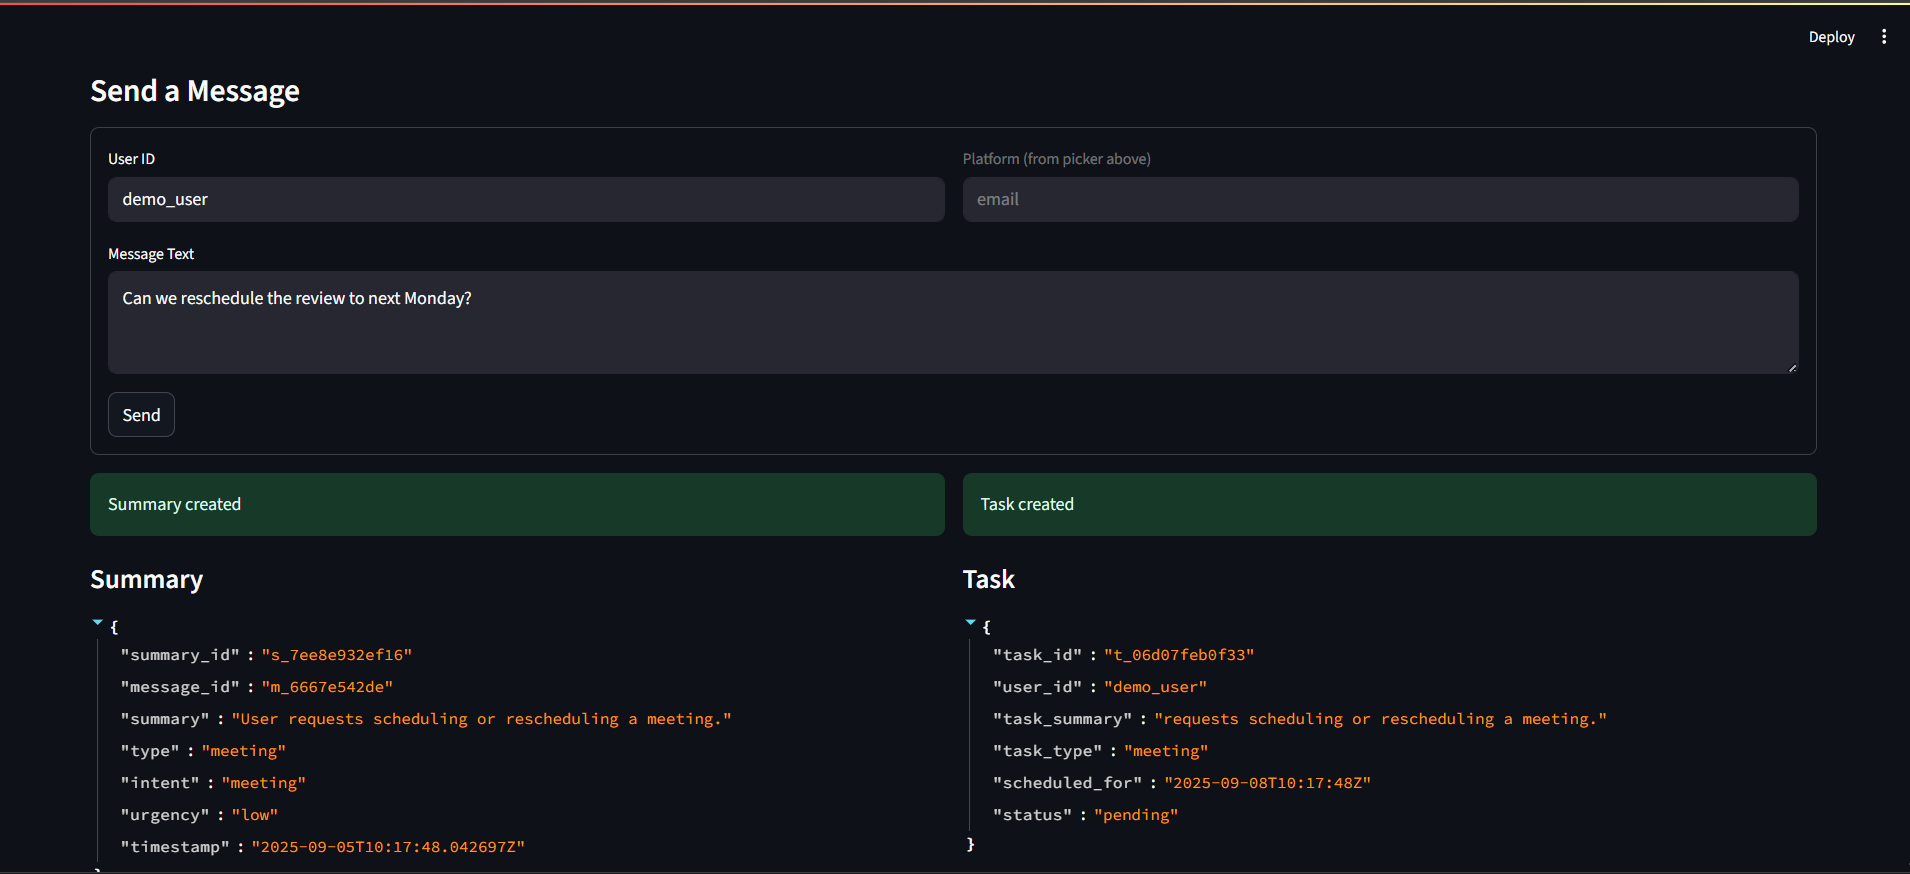 Deploy
Send a Message
User ID
Platform (from picker above)
demo_user
email
Message Text
Can we reschedule the review to next Monday?
Send
Summary created
Task created
Summary
{
"summary_id" : "s_7ee8e932ef16"
"message_id" : "m_6667e542de"
"summary" : "User requests scheduling or rescheduling a meeting."
"type" : "meeting"
"intent" : "meeting"
"urgency" : "low"
"timestamp" : "2025-09-05T10:17:48.042697Z"
Task
{
"task_id" : "t_06d07feb0f33"
"user_id" : "demo_user"
"task_summary" : "requests scheduling or rescheduling a meeting."
"task_type" : "meeting"
"scheduled_for" : "2025-09-08T10:17:48Z"
"status" : "pending"
}